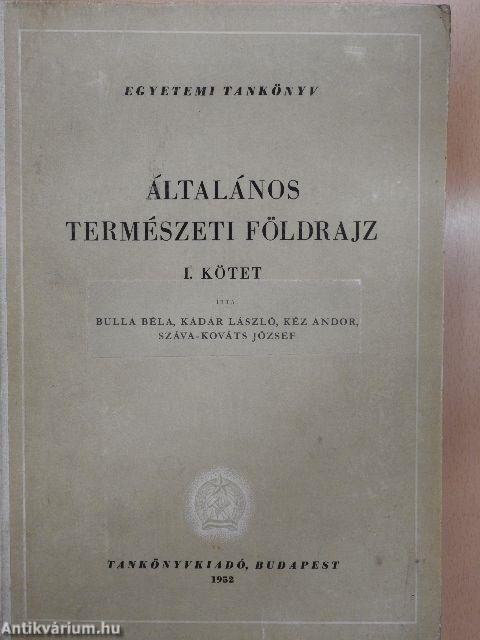 EGYETEMI TANKÖNYV
ÁLTALÁNOS
TERMÉSZETI FÖLDRAJZ
I. KÖTET
IRTA
BULLA BÉLA, KÁDÁR LÁSZLÓ, KÉZ ANDOR,
SZÁVA-KOVÁTS JÓZSEF
TANKÖNYVKIADÓ, BUDAPEST
1952
Antikvárium.hu